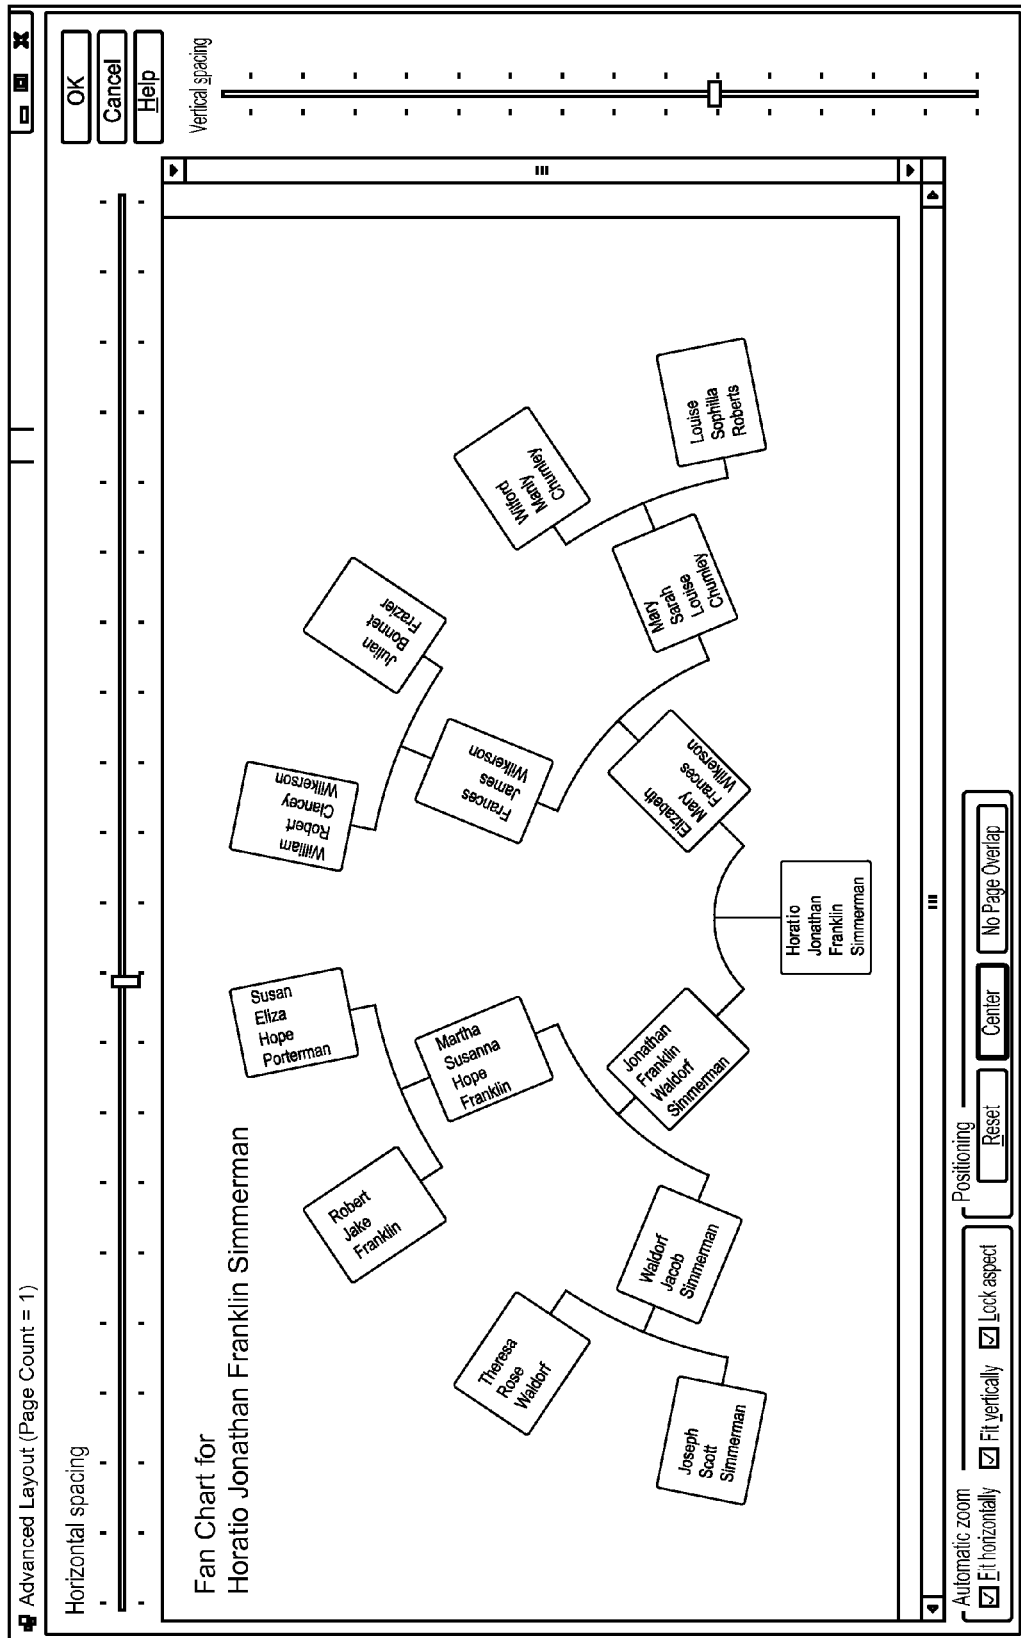 Advanced Layout (Page Count = 1)
Horizontal spacing
OK
Cancel
Help
Vertical spacing
Fan Chart for
Horatio Jonathan Franklin Simmerman
Joseph
Scott
Simmerman
Theresa
Rose
Waldorf
Waldorf
Jacob
Simmerman
Robert
Jake
Franklin
Susan
Eliza
Hope
Porterman
Martha
Susanna
Hope
Franklin
Jonathan
Franklin
Waldorf
Simmerman
Horatio
Jonathan
Franklin
Simmerman
William
Robert
Clancey
Wilkerson
Julian
Bonnet
Frazier
Frances
James
Wilkerson
Elizabeth
Mary
Frances
Wilkerson
Wilford
Manly
Chumley
Mary
Sarah
Louise
Chumley
Louise
Sophilia
Roberts
Automatic zoom
Fit horizontally
Fit vertically
Lock aspect
Positioning
Reset
Center
No Page Overlap